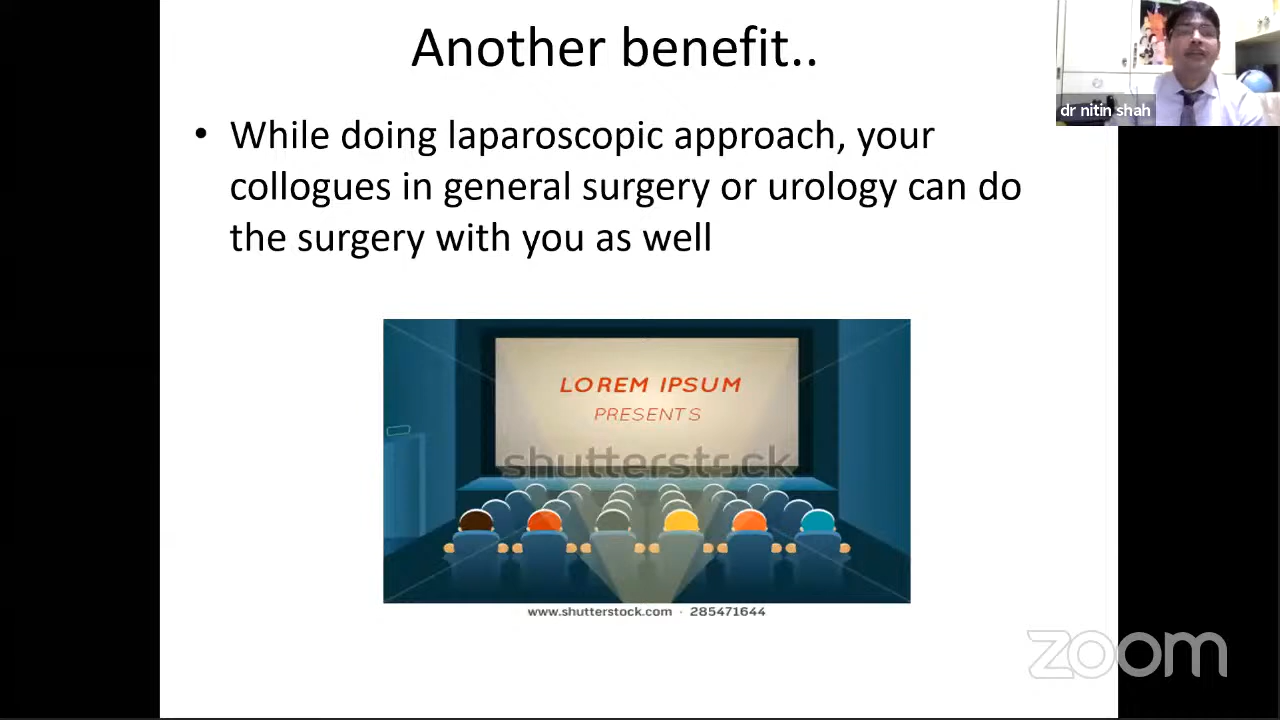 Another benefit..
dr nitin shah
• While doing laparoscopic approach, your
collogues in general surgery or urology can do
the surgery with you as well
LOREM IPSUM
PRESENTS
shutterstock
www.shutterstock.com · 285471644
zoom